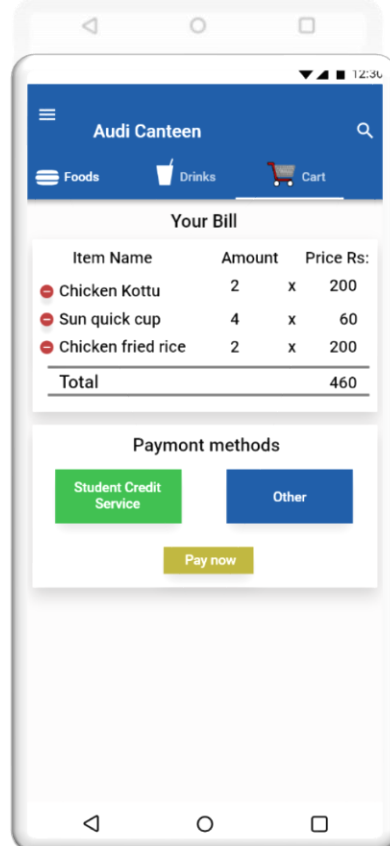 12:30
Audi Canteen
Foods Drinks Cart
Your Bill
Item Name Amount Price Rs:
Chicken Kottu 2 x 200
Sun quick cup 4 x 60
Chicken fried rice 2 x 200
Total 460
Paymont methods
Student Credit
Service
Other
Pay now